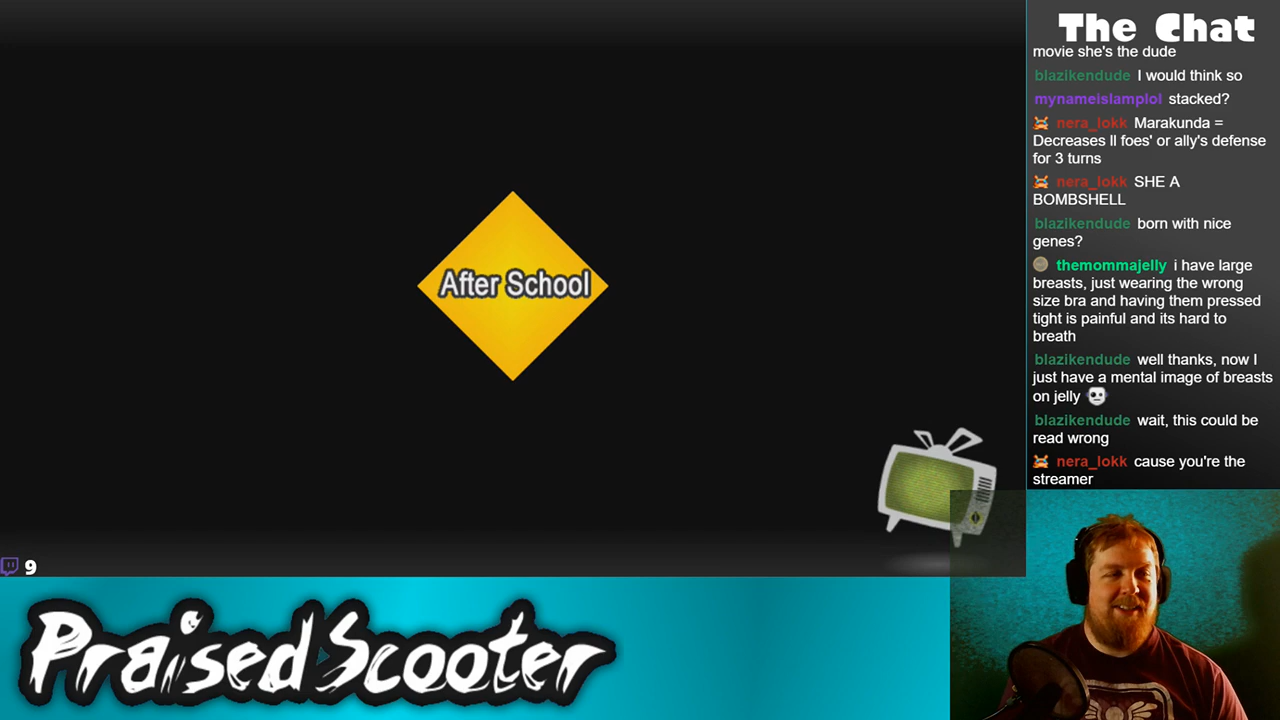 The Chat
movie she's the dude
blazikendude I would think so
mynameislamplol stacked?
nera_lokk Marakunda =
Decreases ll foes' or ally's defense
for 3 turns
nera_lokk SHE A
BOMBSHELL
blazikendude born with nice
genes?
themommajelly i have large
breasts, just wearing the wrong
size bra and having them pressed
tight is painful and its hard to
breath
blazikendude well thanks, now I
just have a mental image of breasts
on jelly
blazikendude wait, this could be
read wrong
nera_lokk cause you're the
streamer
After School
9
PraisedScooter